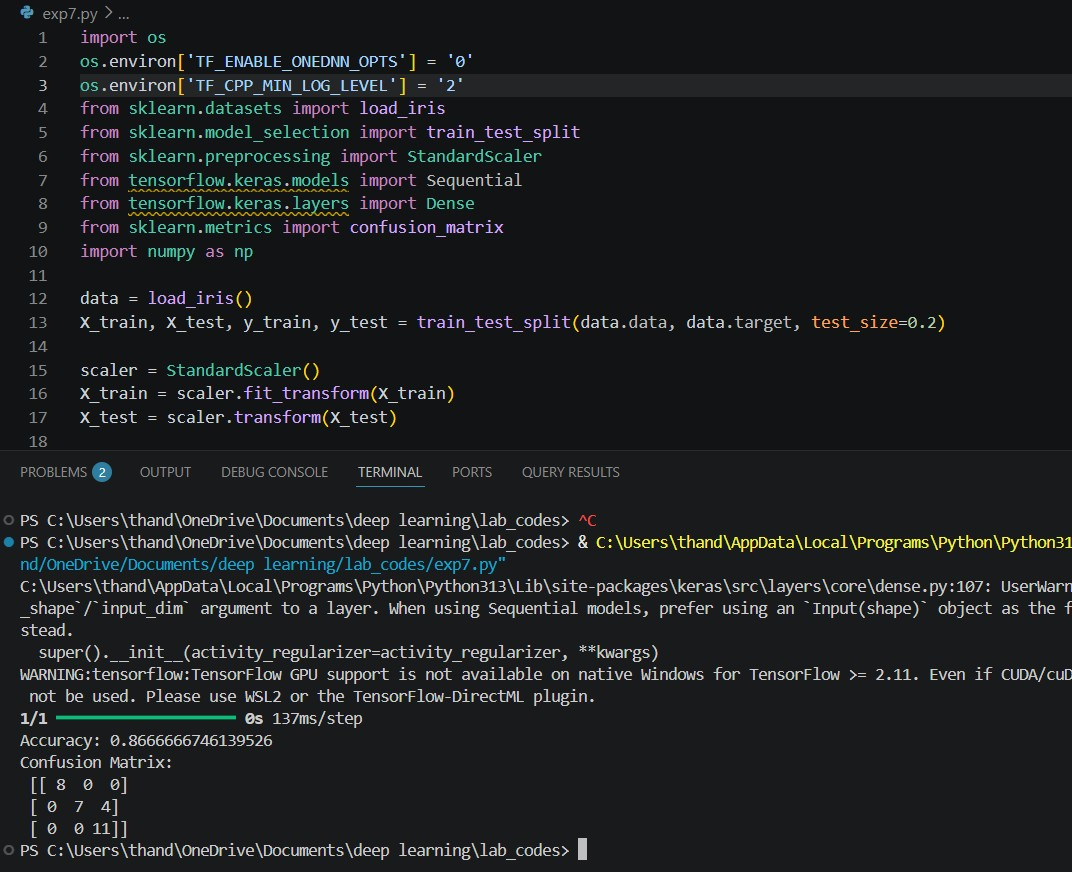 exp7.py > ...
1 import os
2 os.environ['TF_ENABLE_ONEDNN_OPTS'] = '0'
3 os.environ['TF_CPP_MIN_LOG_LEVEL'] = '2'
4 from sklearn.datasets import load_iris
5 from sklearn.model_selection import train_test_split
6 from sklearn.preprocessing import StandardScaler
7 from tensorflow.keras.models import Sequential
8 from tensorflow.keras.layers import Dense
9 from sklearn.metrics import confusion_matrix
10 import numpy as np
11
12 data = load_iris()
13 X_train, X_test, y_train, y_test = train_test_split(data.data, data.target, test_size=0.2)
14
15 scaler = StandardScaler()
16 X_train = scaler.fit_transform(X_train)
17 X_test = scaler.transform(X_test)
18
PROBLEMS 2 OUTPUT DEBUG CONSOLE TERMINAL PORTS QUERY RESULTS
PS C:\Users\thand\OneDrive\Documents\deep learning\lab_codes> ^C
PS C:\Users\thand\OneDrive\Documents\deep learning\lab_codes> & C:\Users\thand\AppData\Local\Programs\Python\Python31
nd/OneDrive/Documents/deep learning/lab_codes/exp7.py"
C:\Users\thand\AppData\Local\Programs\Python\Python313\Lib\site-packages\keras\src\layers\core\dense.py:107: UserWarn
_shape`/`input_dim` argument to a layer. When using Sequential models, prefer using an `Input(shape)` object as the f
stead.
  super().__init__(activity_regularizer=activity_regularizer, **kwargs)
WARNING:tensorflow:TensorFlow GPU support is not available on native Windows for TensorFlow >= 2.11. Even if CUDA/cuD
 not be used. Please use WSL2 or the TensorFlow-DirectML plugin.
1/1 0s 137ms/step
Accuracy: 0.8666666746139526
Confusion Matrix:
 [[ 8  0  0]
 [ 0  7  4]
 [ 0  0 11]]
PS C:\Users\thand\OneDrive\Documents\deep learning\lab_codes>